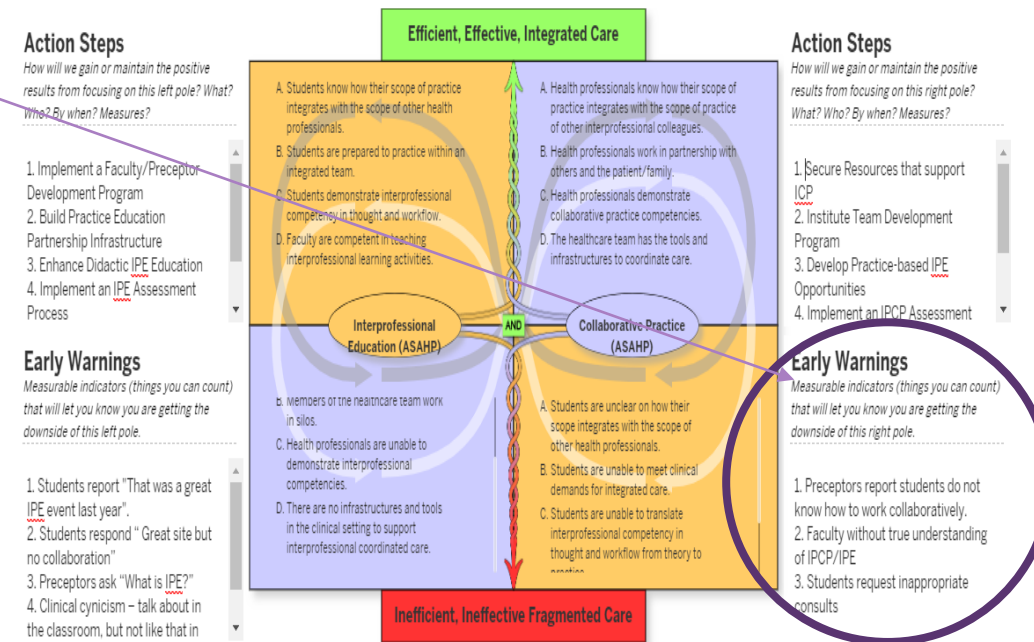 Efficient, Effective, Integrated Care
Action Steps
How will we gain or maintain the positive
results from focusing on this left pole? What?
Who? By when? Measures?
1. Implement a Faculty/Preceptor
Development Program
2. Build Practice Education
Partnership Infrastructure
3. Enhance Didactic IPE Education
4. Implement an IPE Assessment
Process
Early Warnings
Measurable indicators (things you can count)
that will let you know you are getting the
downside of this left pole.
1. Students report "That was a great
IPE event last year".
2. Students respond “ Great site but
no collaboration”
3. Preceptors ask “What is IPE?”
4. Clinical cynicism – talk about in
the classroom, but not like that in
A. Students know how their scope of practice
integrates with the scope of other health
professionals.
B. Students are prepared to practice within an
integrated team.
C. Students demonstrate interprofessional
competency in thought and workflow.
D. Faculty are competent in teaching
interprofessional learning activities.
A. Health professionals know how their scope of
practice integrates with the scope of practice
of other interprofessional colleagues.
B. Health professionals work in partnership with
others and the patient/family.
C. Health professionals demonstrate
collaborative practice competencies.
D. The healthcare team has the tools and
infrastructures to coordinate care.
Interprofessional
Education (ASAHP)
AND
Collaborative Practice
(ASAHP)
B. Members of the healthcare team work
in silos.
C. Health professionals are unable to
demonstrate interprofessional
competencies.
D. There are no infrastructures and tools
in the clinical setting to support
interprofessional coordinated care.
A. Students are unclear on how their
scope integrates with the scope of
other health professionals.
B. Students are unable to meet clinical
demands for integrated care.
C. Students are unable to translate
interprofessional competency in
thought and workflow from theory to
practice.
Inefficient, Ineffective Fragmented Care
Action Steps
How will we gain or maintain the positive
results from focusing on this right pole?
What? Who? By when? Measures?
1. Secure Resources that support
ICP
2. Institute Team Development
Program
3. Develop Practice-based IPE
Opportunities
4. Implement an IPCP Assessment
Early Warnings
Measurable indicators (things you can count)
that will let you know you are getting the
downside of this right pole.
1. Preceptors report students do not
know how to work collaboratively.
2. Faculty without true understanding
of IPCP/IPE
3. Students request inappropriate
consults